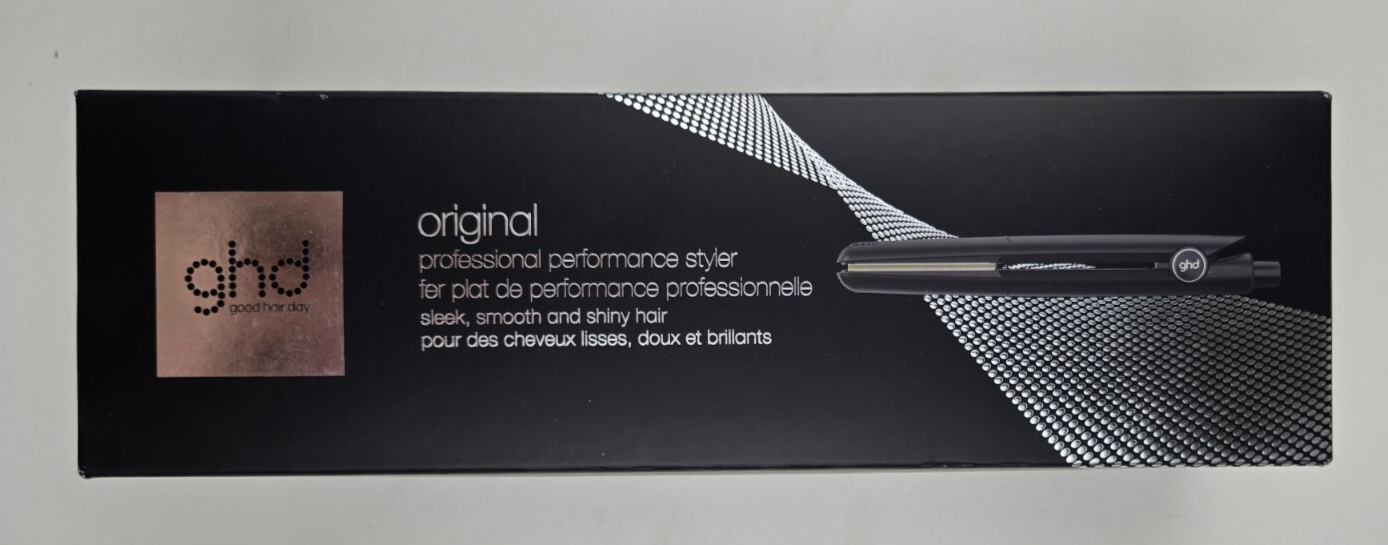 ghd
good hair day
original
professional performance styler
fer plat de performance professionnelle
sleek, smooth and shiny hair
pour des cheveux lisses, doux et brillants
ghd